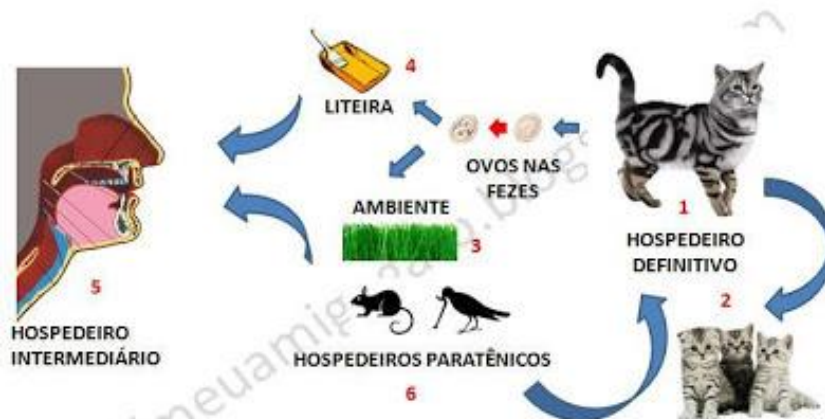 4
LITEIRA
OVOS NAS
FEZES
AMBIENTE
3
1
HOSPEDEIRO
DEFINITIVO
2
5
HOSPEDEIRO
INTERMEDIÁRIO
HOSPEDEIROS PARATÊNICOS
6